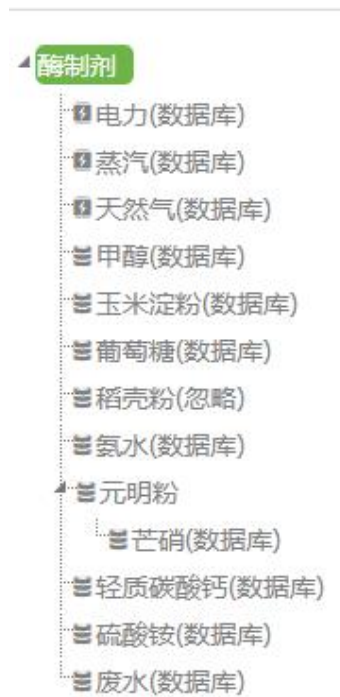 酶制剂
电力(数据库)
蒸汽(数据库)
天然气(数据库)
甲醇(数据库)
玉米淀粉(数据库)
葡萄糖(数据库)
稻壳粉(忽略)
氨水(数据库)
元明粉
芒硝(数据库)
轻质碳酸钙(数据库)
硫酸铵(数据库)
废水(数据库)